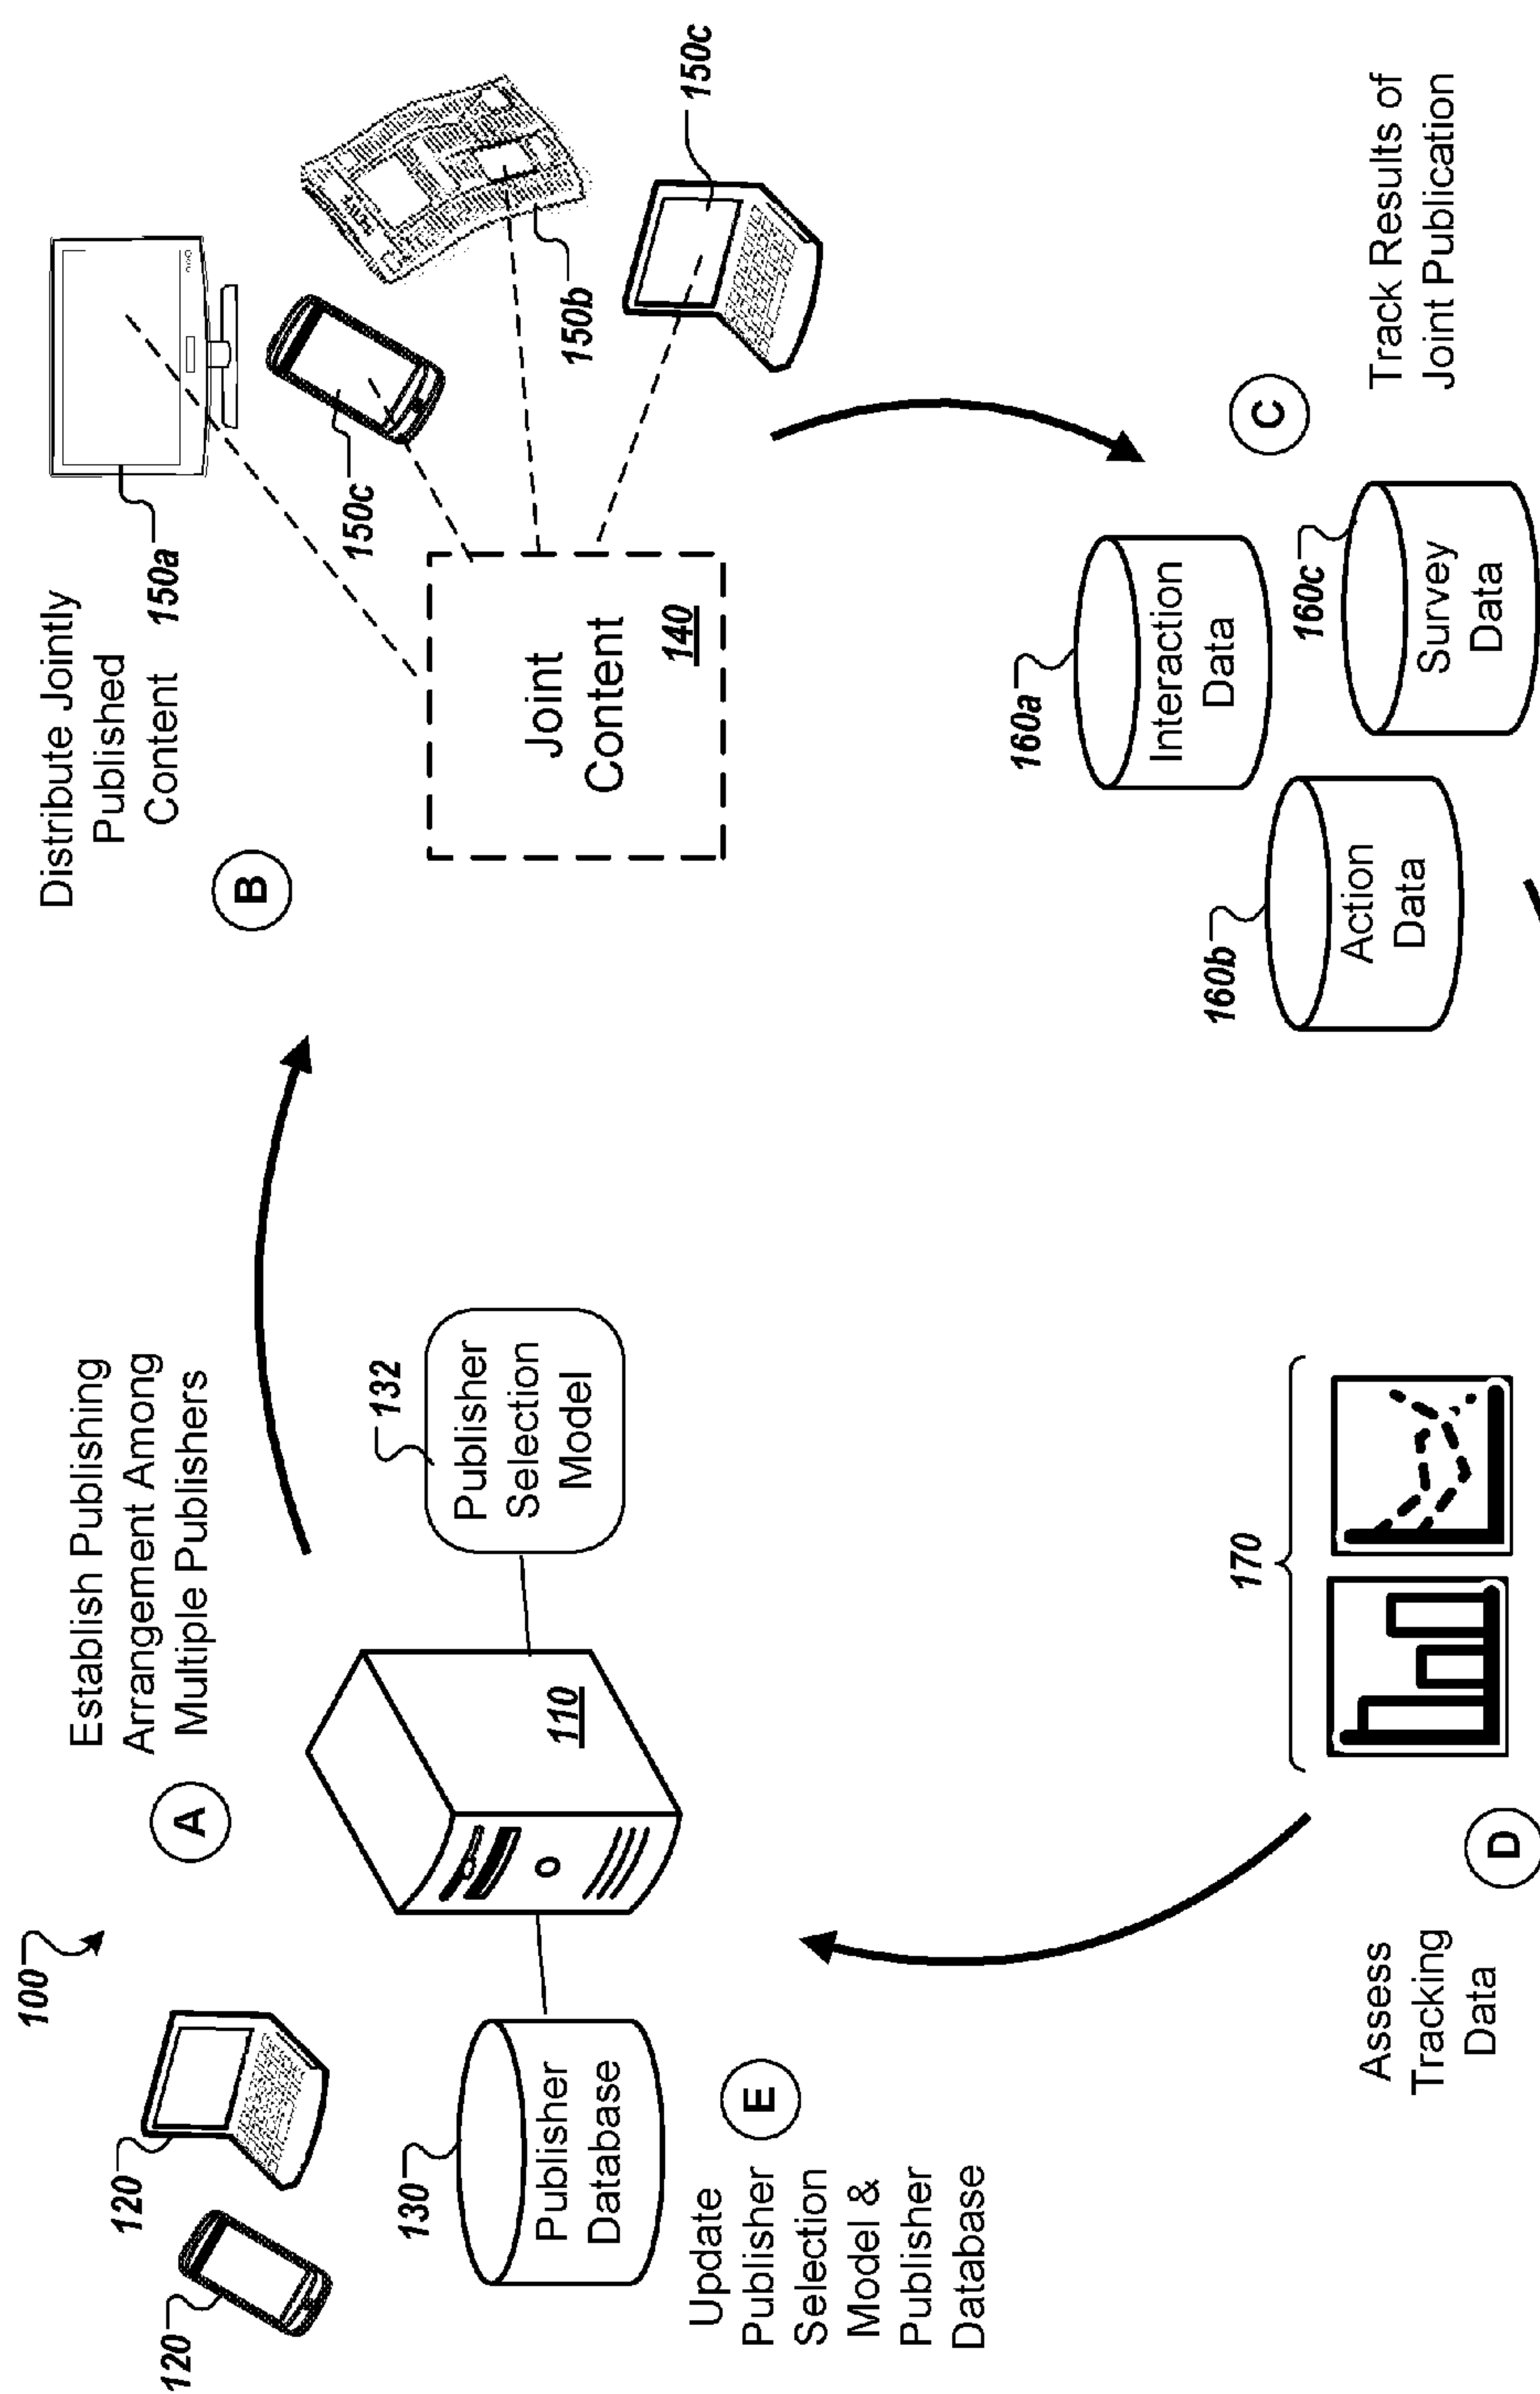 100
120
120
A
Establish Publishing
Arrangement Among
Multiple Publishers
130
Publisher
Database
110
132
Publisher
Selection
Model
E
Update
Publisher
Selection
Model &
Publisher
Database
B
Distribute Jointly
Published
Content
150a
150c
150b
150c
Joint
Content
140
C
Track Results of
Joint Publication
160a
Interaction
Data
160b
Action
Data
160c
Survey
Data
D
Assess
Tracking
Data
170